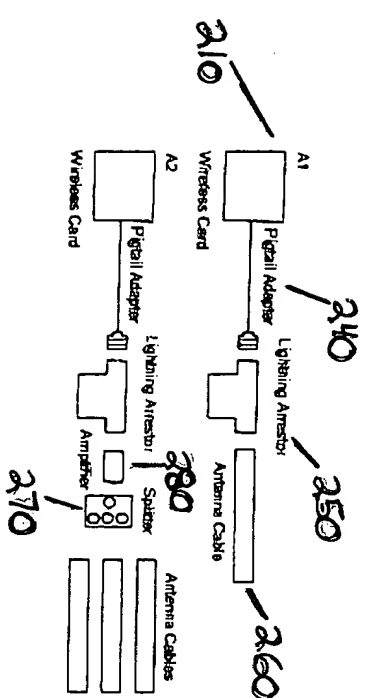 210
A1
Wireless Card
Pigtail Adapter
240
Lightning Arrestor
250
Antenna Cable
260
A2
Wireless Card
Pigtail Adapter
Lightning Arrestor
Amplifier
280
Splitter
270
Antenna Cables